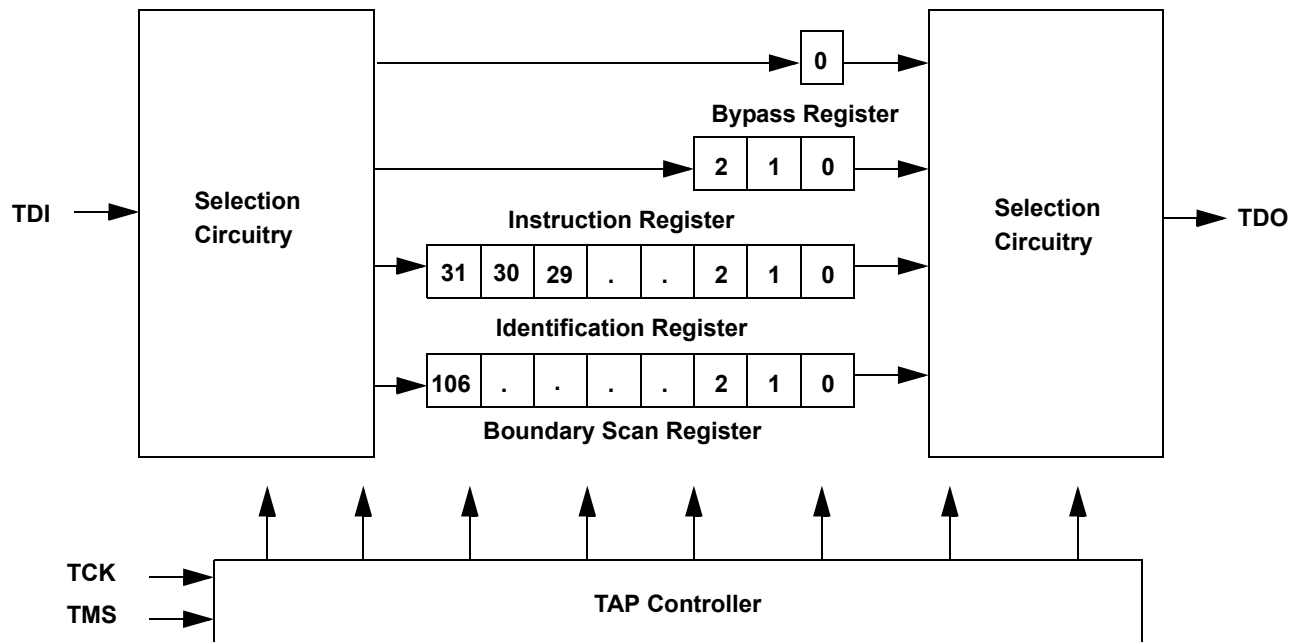 0
Bypass Register
2 1 0
TDI
Selection
Circuitry
Selection
Circuitry
TDO
Instruction Register
31 30 29 . . 2 1 0
Identification Register
106 . . . . 2 1 0
Boundary Scan Register
TCK
TMS
TAP Controller